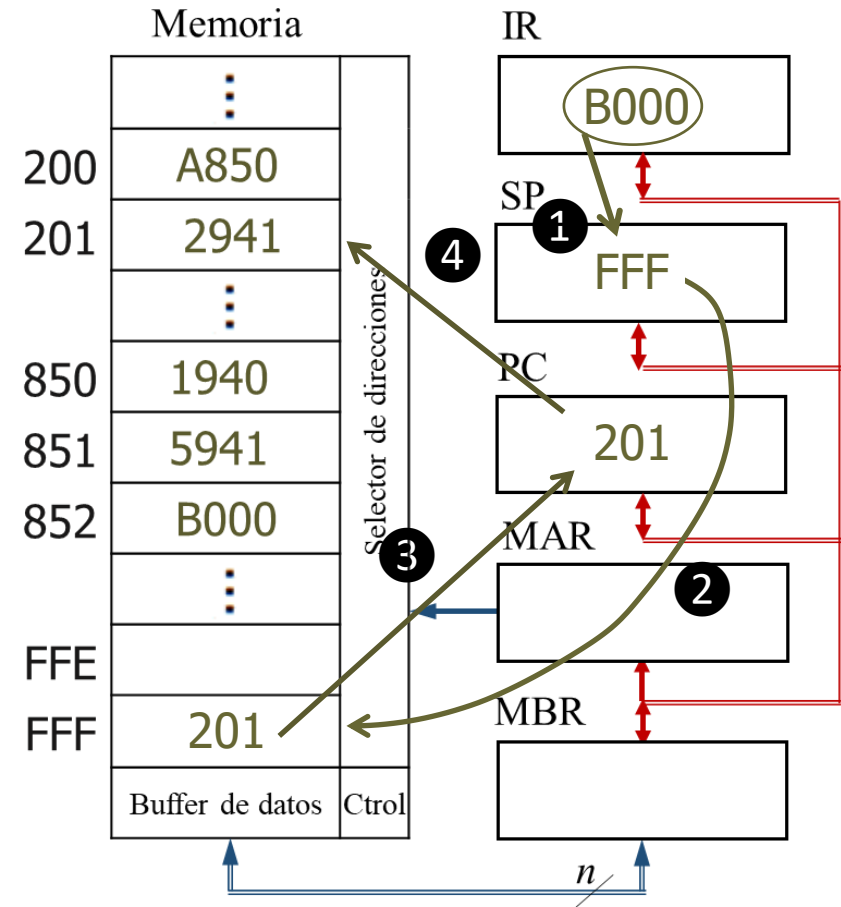 Memoria
200 A850
201 2941
850 1940
851 5941
852 B000
FFE
FFF 201
Buffer de datos Ctrol
Selector de direcciones
IR
B000
SP
1
FFF
4
PC
201
3
MAR
2
MBR
n